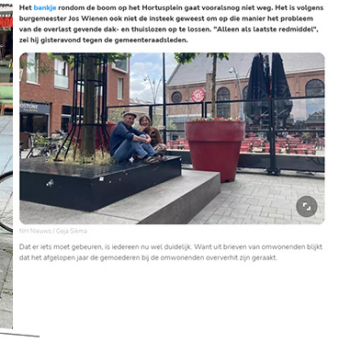 Het bankje rondom de boom op het Hortusplein gaat vooralsnog niet weg. Het is volgens
burgemeester Jos Wienen ook niet de insteek geweest om op die manier het probleem
van de overlast gevende dak- en thuislozen op te lossen. "Alleen als laatste redmiddel",
zei hij gisteravond tegen de gemeenteraadsleden.
NH Nieuws / Geja Sikma
Dat er iets moet gebeuren, is iedereen nu wel duidelijk. Want uit brieven van omwonenden blijkt
dat het afgelopen jaar de gemoederen bij de omwonenden oververhit zijn geraakt.